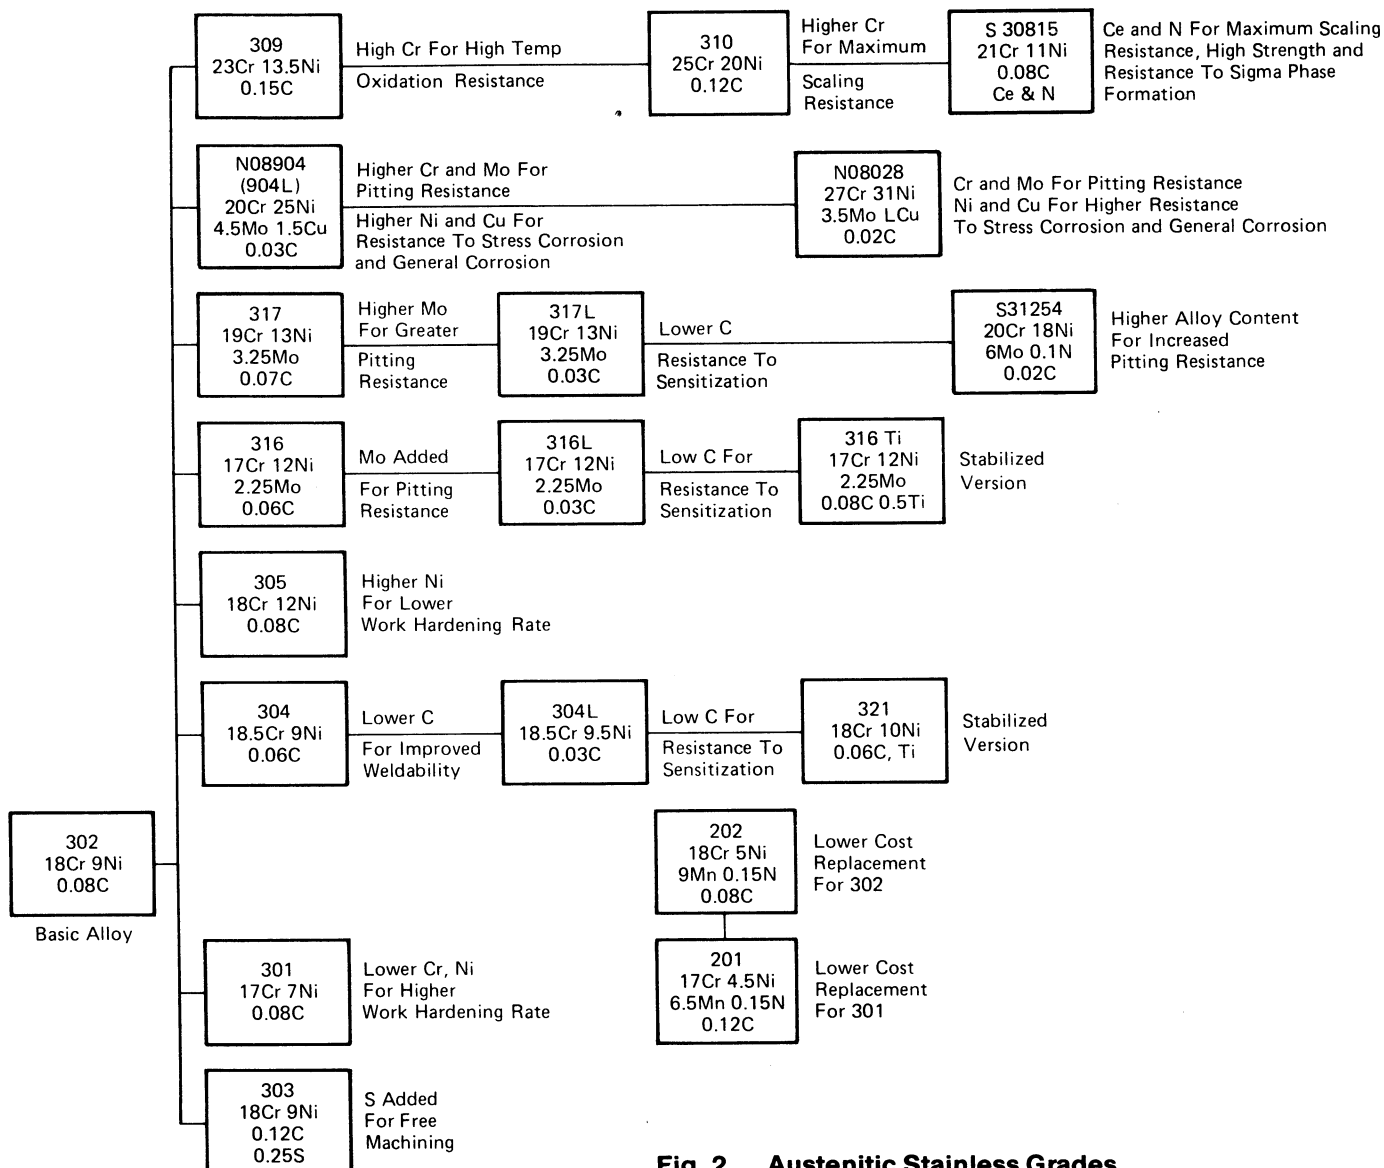 309
23Cr 13.5Ni
0.15C
High Cr For High Temp
Oxidation Resistance
310
25Cr 20Ni
0.12C
Higher Cr
For Maximum
Scaling
Resistance
S 30815
21Cr 11Ni
0.08C
Ce & N
Ce and N For Maximum Scaling
Resistance, High Strength and
Resistance To Sigma Phase
Formation
N08904
(904L)
20Cr 25Ni
4.5Mo 1.5Cu
0.03C
Higher Cr and Mo For
Pitting Resistance
Higher Ni and Cu For
Resistance To Stress Corrosion
and General Corrosion
N08028
27Cr 31Ni
3.5Mo LCu
0.02C
Cr and Mo For Pitting Resistance
Ni and Cu For Higher Resistance
To Stress Corrosion and General Corrosion
317
19Cr 13Ni
3.25Mo
0.07C
Higher Mo
For Greater
Pitting
Resistance
317L
19Cr 13Ni
3.25Mo
0.03C
Lower C
Resistance To
Sensitization
S31254
20Cr 18Ni
6Mo 0.1N
0.02C
Higher Alloy Content
For Increased
Pitting Resistance
316
17Cr 12Ni
2.25Mo
0.06C
Mo Added
For Pitting
Resistance
316L
17Cr 12Ni
2.25Mo
0.03C
Low C For
Resistance To
Sensitization
316 Ti
17Cr 12Ni
2.25Mo
0.08C 0.5Ti
Stabilized
Version
305
18Cr 12Ni
0.08C
Higher Ni
For Lower
Work Hardening Rate
304
18.5Cr 9Ni
0.06C
Lower C
For Improved
Weldability
304L
18.5Cr 9.5Ni
0.03C
Low C For
Resistance To
Sensitization
321
18Cr 10Ni
0.06C, Ti
Stabilized
Version
302
18Cr 9Ni
0.08C
Basic Alloy
202
18Cr 5Ni
9Mn 0.15N
0.08C
Lower Cost
Replacement
For 302
301
17Cr 7Ni
0.08C
Lower Cr, Ni
For Higher
Work Hardening Rate
201
17Cr 4.5Ni
6.5Mn 0.15N
0.12C
Lower Cost
Replacement
For 301
303
18Cr 9Ni
0.12C
0.25S
S Added
For Free
Machining
Fig. 2 Austenitic Stainless Grades